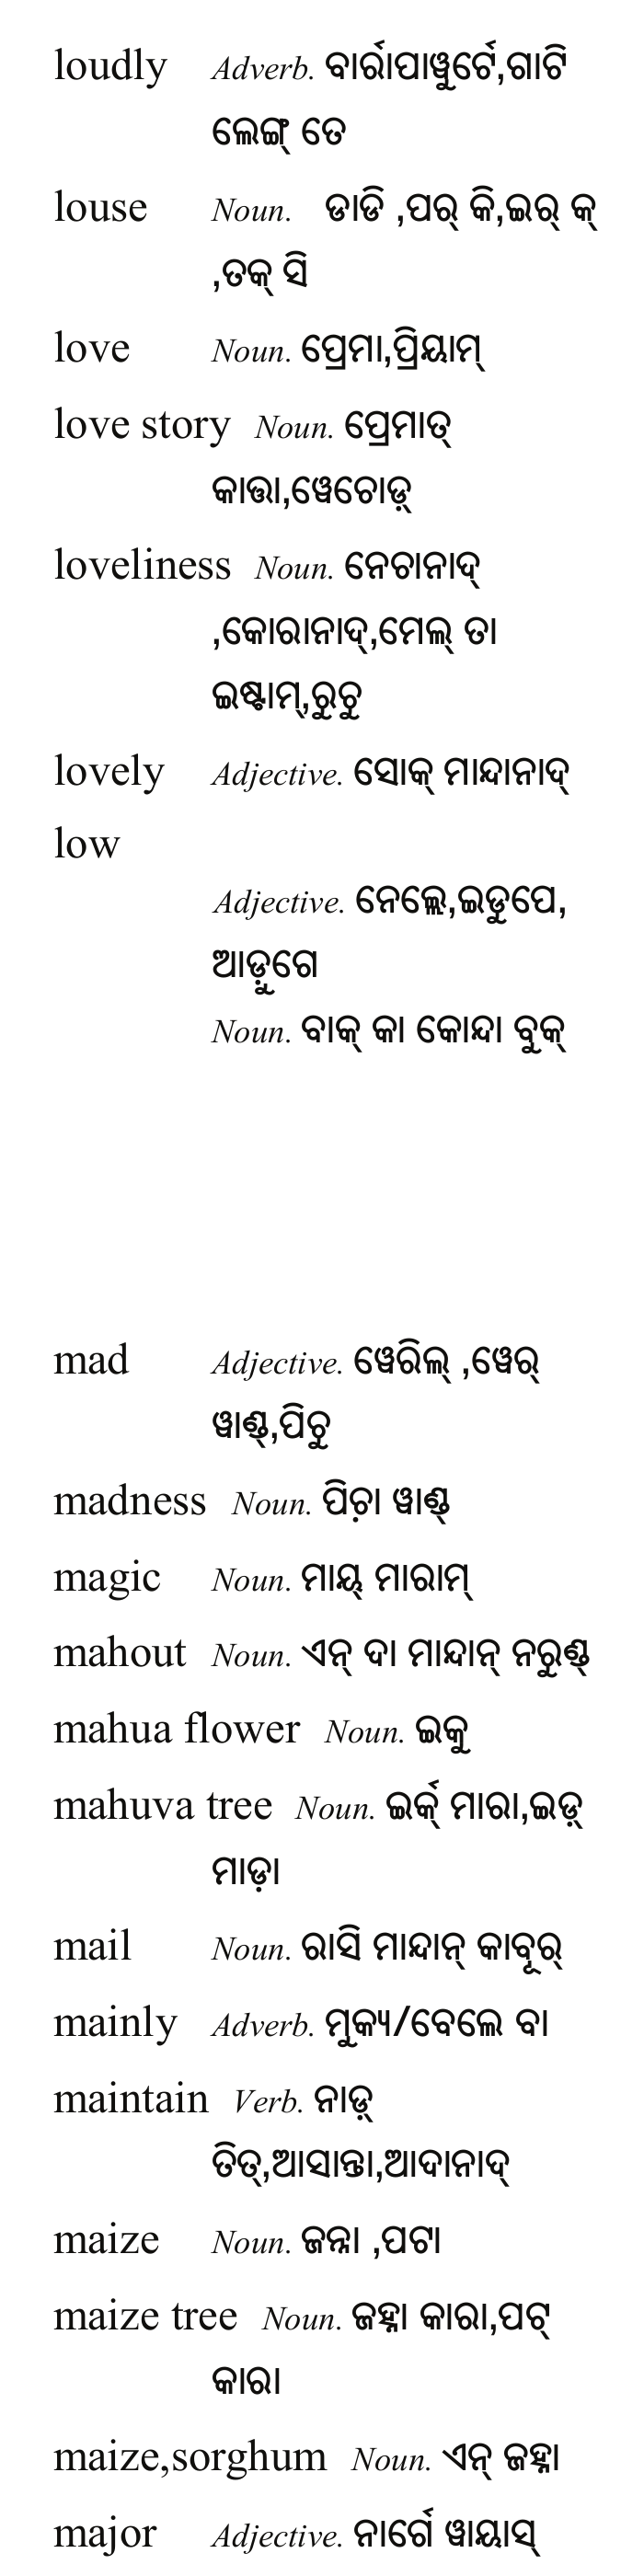 loudly Adverb. ବାର୍ରାପାୱୁର୍ଟେ,ଗାଟି
ଲେଙ୍ଗ୍ ତେ
louse Noun. ଡାଡି ,ପର୍ କି,ଇର୍ କ୍
,ତକ୍ ସି
love Noun. ପ୍ରେମା,ପ୍ରିୟାମ୍
love story Noun. ପ୍ରେମାତ୍
କାତ୍ତା,ୱେଚୋଡ଼୍
loveliness Noun. ନେଚାନାଦ୍
,କୋରାନାଦ୍,ମେଲ୍ ତା
ଇଷ୍ଟାମ୍,ରୁଚୁ
lovely Adjective. ସୋକ୍ ମାନ୍ଦାନାଦ୍
low
Adjective. ନେଲ୍ଲେ,ଇଡୁପେ,
ଆଡ଼ୁଗେ
Noun. ବାକ୍ କା କୋନ୍ଦା ବୁକ୍
mad Adjective. ୱେରିଲ୍ ,ୱେର୍
ୱାଣ୍ଡ୍,ପିଚୁ
madness Noun. ପିଚ଼ା ୱାଣ୍ଡ୍
magic Noun. ମାୟ୍ ମାରାମ୍
mahout Noun. ଏନ୍ ଦା ମାନ୍ଦାନ୍ ନରୁଣ୍ଡ୍
mahua flower Noun. ଇକୁ
mahuva tree Noun. ଇର୍କ୍ ମାରା,ଇଡ଼୍
ମାଡ଼ା
mail Noun. ରାସି ମାନ୍ଦାନ୍ କାବୂର୍
mainly Adverb. ମୁକ୍ୟ/ବେଲେ ବା
maintain Verb. ନାଡ଼୍
ତିତ୍,ଆସାନ୍ତା,ଆଦାନାଦ୍
maize Noun. ଜନ୍ନା ,ପଟା
maize tree Noun. ଜହ୍ନା କାରା,ପଟ୍
କାରା
maize,sorghum Noun. ଏନ୍ ଜହ୍ନା
major Adjective. ନାର୍ଗେ ୱାୟାସ୍